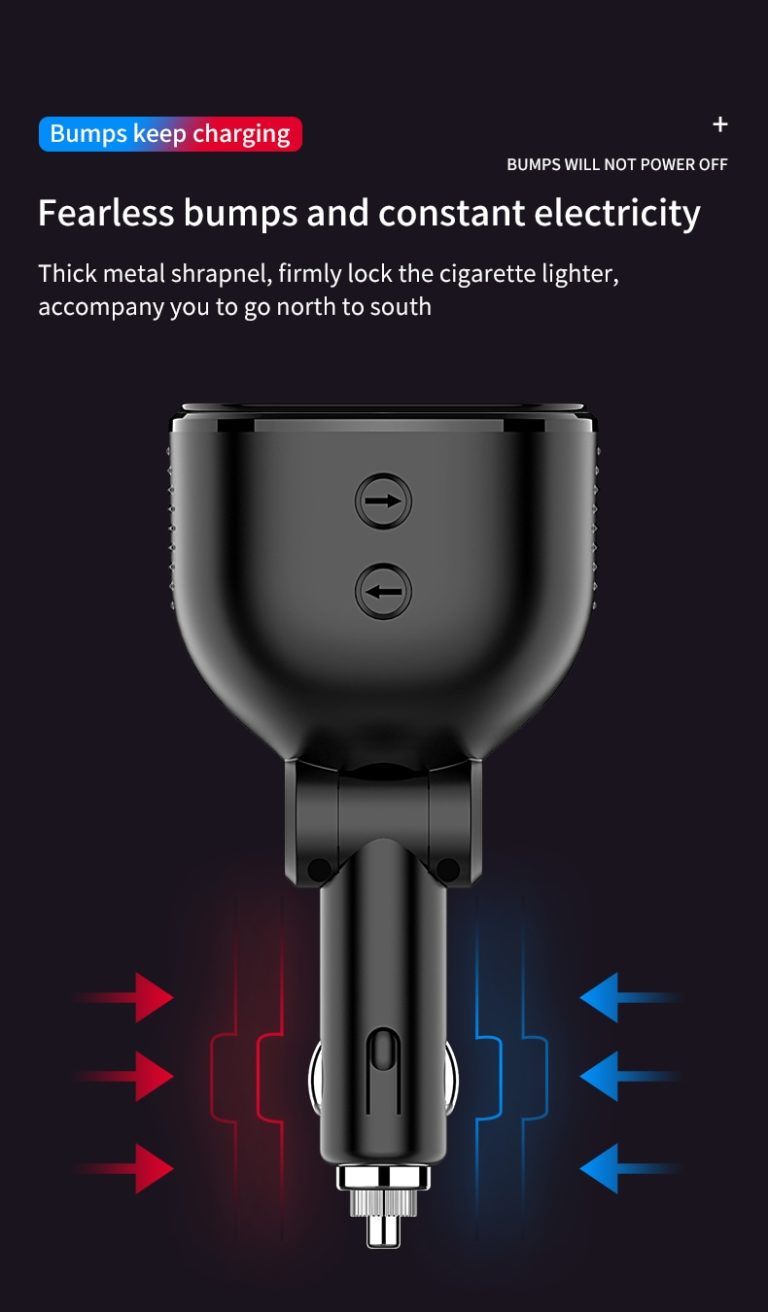 Bumps keep charging
+
BUMPS WILL NOT POWER OFF
Fearless bumps and constant electricity
Thick metal shrapnel, firmly lock the cigarette lighter,
accompany you to go north to south